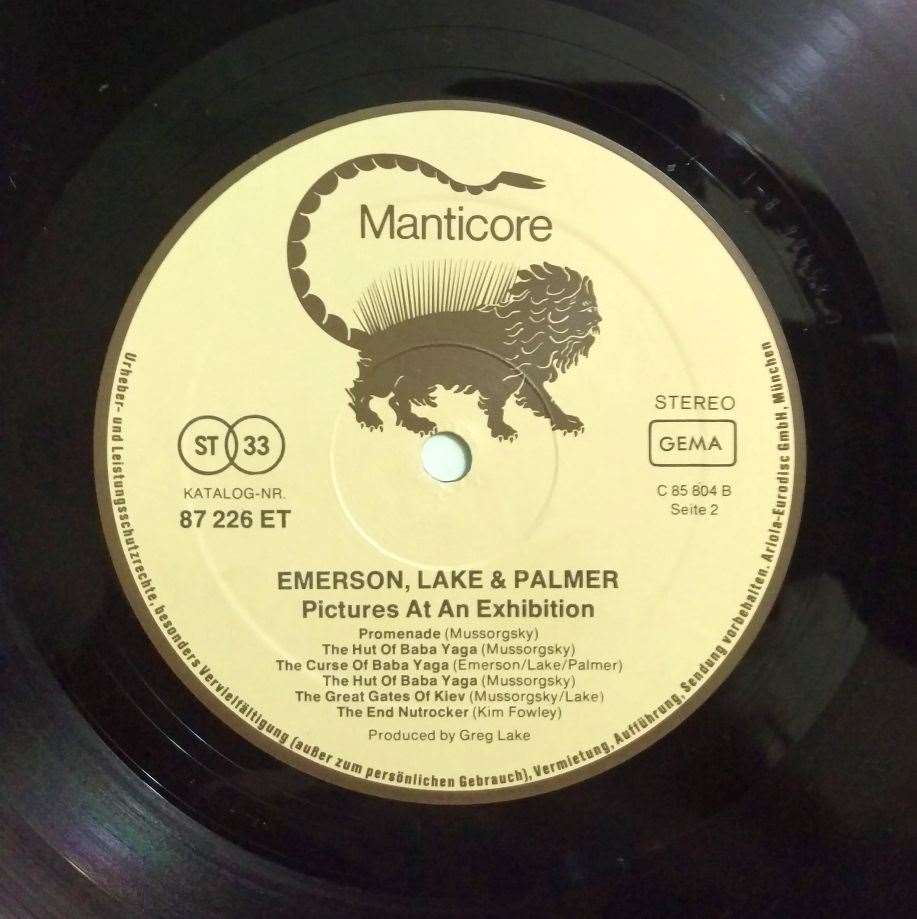 Manticore
ST 33
KATALOG-NR.
87 226 ET
STEREO
GEMA
C 85 804 B
Seite 2
EMERSON, LAKE & PALMER
Pictures At An Exhibition
Promenade (Mussorgsky)
The Hut Of Baba Yaga (Mussorgsky)
The Curse Of Baba Yaga (Emerson/Lake/Palmer)
The Hut Of Baba Yaga (Mussorgsky)
The Great Gates Of Kiev (Mussorgsky/Lake)
The End Nutrocker (Kim Fowley)
Produced by Greg Lake
Urheber- und Leistungsschutzrechte, besonders Vervielfältigung (außer zum persönlichen Gebrauch), Vermietung, Aufführung, Sendung vorbehalten. Ariola-Eurodisc GmbH, München